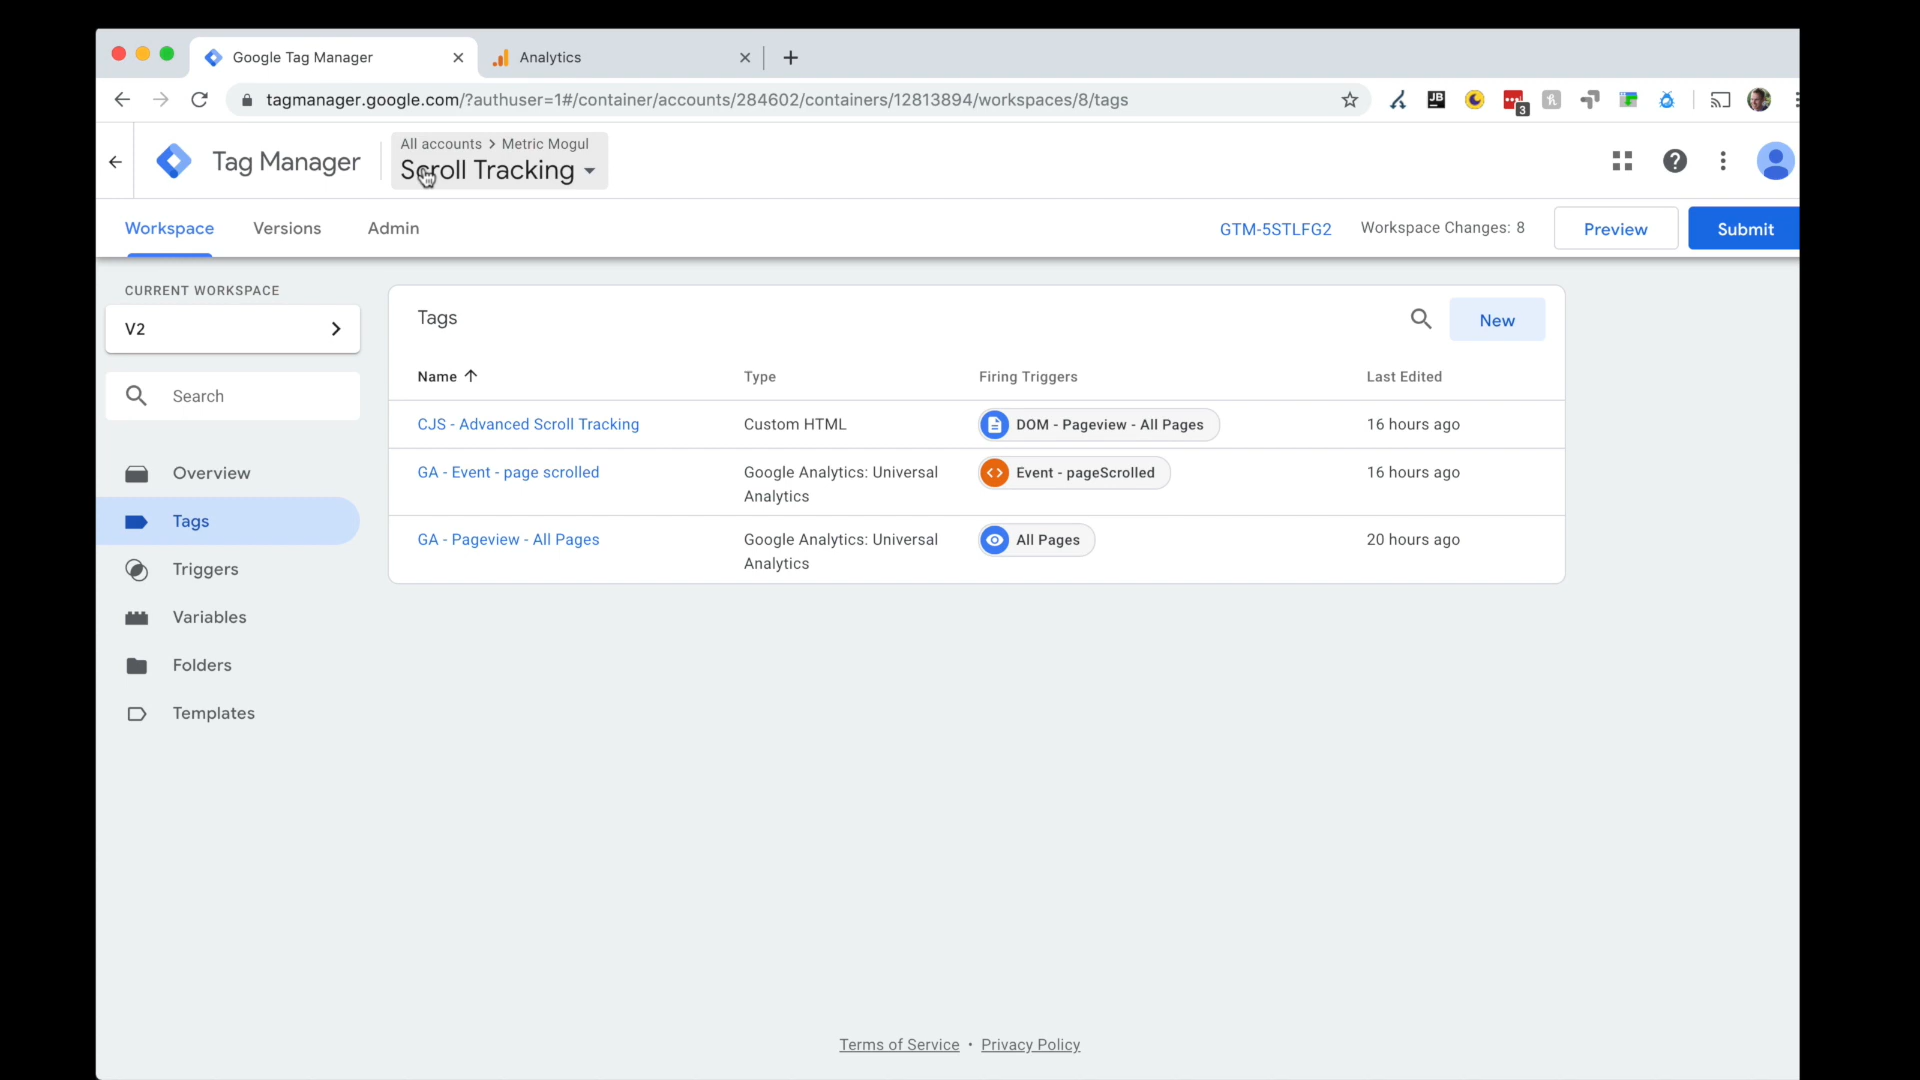 Google Tag Manager
Analytics
tagmanager.google.com/?authuser=1#/container/accounts/284602/containers/12813894/workspaces/8/tags
JB
3
Tag Manager
All accounts > Metric Mogul
Scroll Tracking
Workspace
Versions
Admin
GTM-5STLFG2
Workspace Changes: 8
Preview
Submit
CURRENT WORKSPACE
V2
Search
Overview
Tags
Triggers
Variables
Folders
Templates
Tags
New
Name
Type
Firing Triggers
Last Edited
CJS - Advanced Scroll Tracking
Custom HTML
DOM - Pageview - All Pages
16 hours ago
GA - Event - page scrolled
Google Analytics: Universal
Analytics
Event - pageScrolled
16 hours ago
GA - Pageview - All Pages
Google Analytics: Universal
Analytics
All Pages
20 hours ago
Terms of Service • Privacy Policy